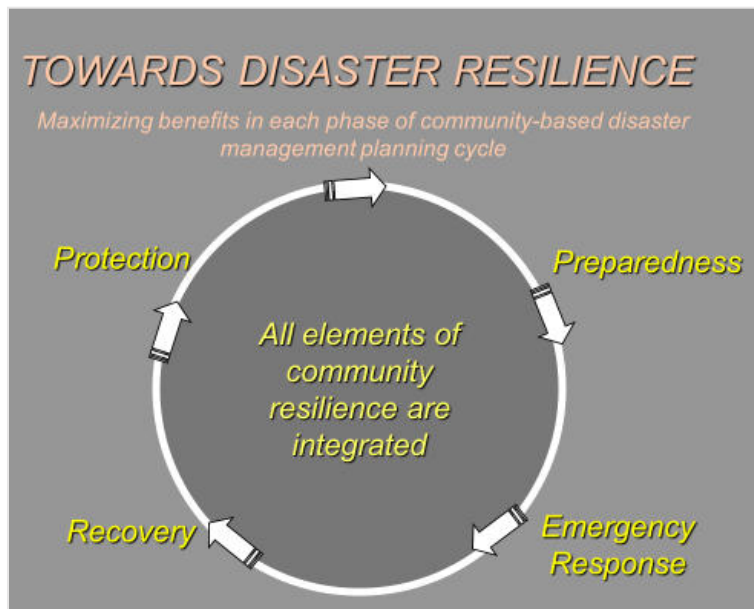 TOWARDS DISASTER RESILIENCE
Maximizing benefits in each phase of community-based disaster
management planning cycle
Protection
Preparedness
All elements of
community
resilience are
integrated
Recovery
Emergency
Response